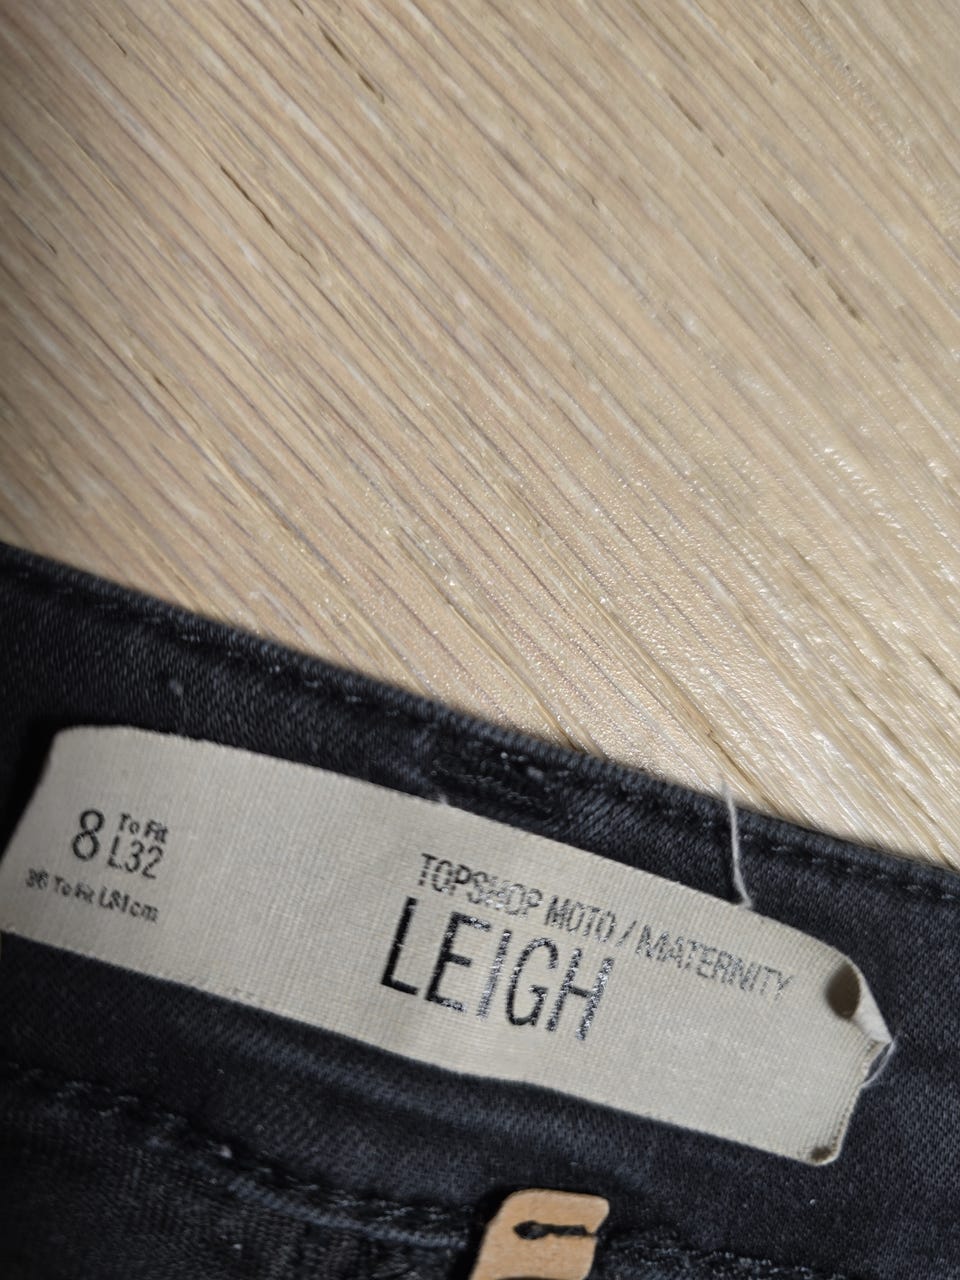 8 To Fit
L32
36 To Fit L81cm
TOPSHOP MOTO / MATERNITY
LEIGH